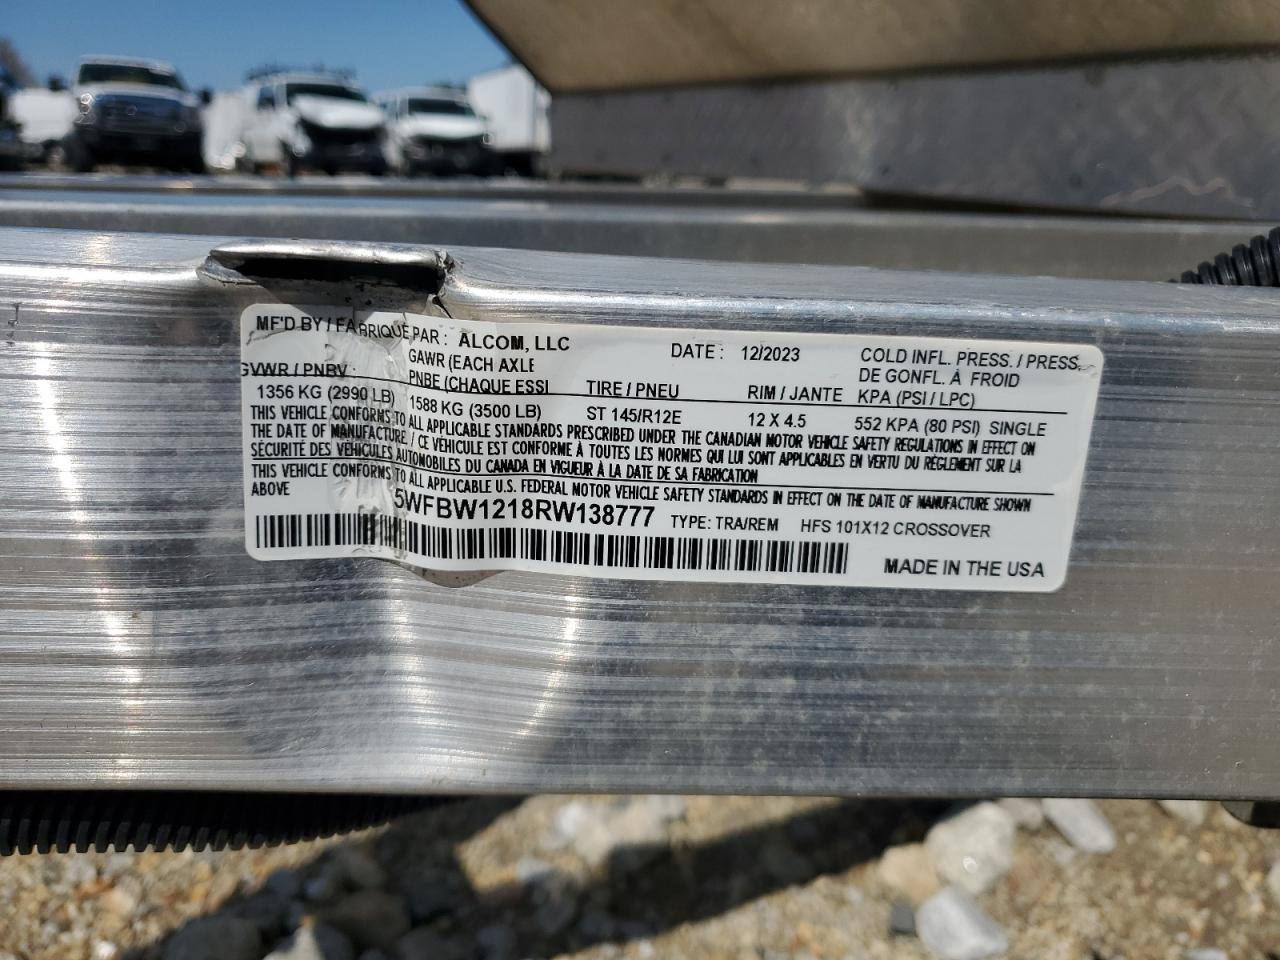 MF'D BY / FABRIQUÉ PAR : ALCOM, LLC DATE : 12/2023 COLD INFL. PRESS. / PRESS.
GVWR / PNBV : GAWR (EACH AXLE DE GONFL. À FROID
PNBE (CHAQUE ESSI TIRE / PNEU RIM / JANTE KPA (PSI / LPC)
1356 KG (2990 LB) 1588 KG (3500 LB) ST 145/R12E 12 X 4.5 552 KPA (80 PSI) SINGLE
THIS VEHICLE CONFORMS TO ALL APPLICABLE STANDARDS PRESCRIBED UNDER THE CANADIAN MOTOR VEHICLE SAFETY REGULATIONS IN EFFECT ON
THE DATE OF MANUFACTURE. / CE VÉHICULE EST CONFORME À TOUTES LES NORMES QUI LUI SONT APPLICABLES EN VERTU DU RÈGLEMENT SUR LA
SÉCURITÉ DES VÉHICULES AUTOMOBILES DU CANADA EN VIGUEUR À LA DATE DE SA FABRICATION
THIS VEHICLE CONFORMS TO ALL APPLICABLE U.S. FEDERAL MOTOR VEHICLE SAFETY STANDARDS IN EFFECT ON THE DATE OF MANUFACTURE SHOWN
ABOVE
5WFBW1218RW138777 TYPE: TRA/REM HFS 101X12 CROSSOVER
MADE IN THE USA